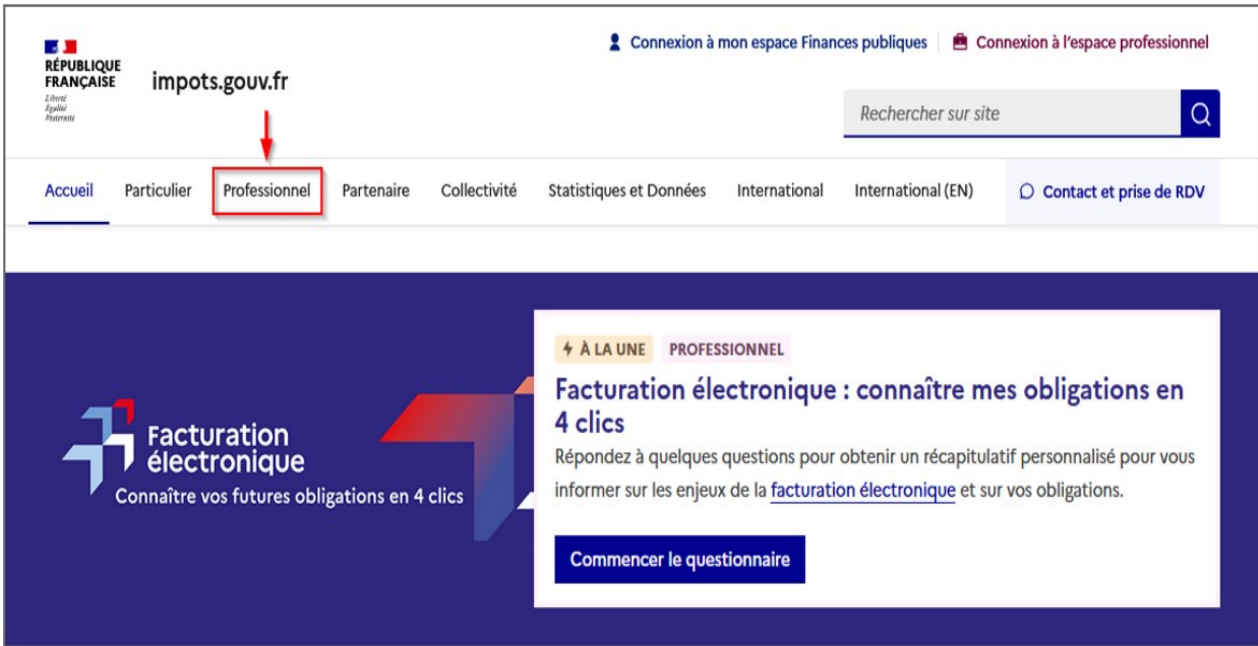 Connexion à mon espace Finances publiques
Connexion à l'espace professionnel
RÉPUBLIQUE
FRANÇAISE
Liberté
Égalité
Fraternité
impots.gouv.fr
Rechercher sur site
Accueil Particulier Professionnel Partenaire Collectivité Statistiques et Données International International (EN) Contact et prise de RDV
Facturation
électronique
Connaître vos futures obligations en 4 clics
À LA UNE PROFESSIONNEL
Facturation électronique : connaître mes obligations en
4 clics
Répondez à quelques questions pour obtenir un récapitulatif personnalisé pour vous
informer sur les enjeux de la facturation électronique et sur vos obligations.
Commencer le questionnaire